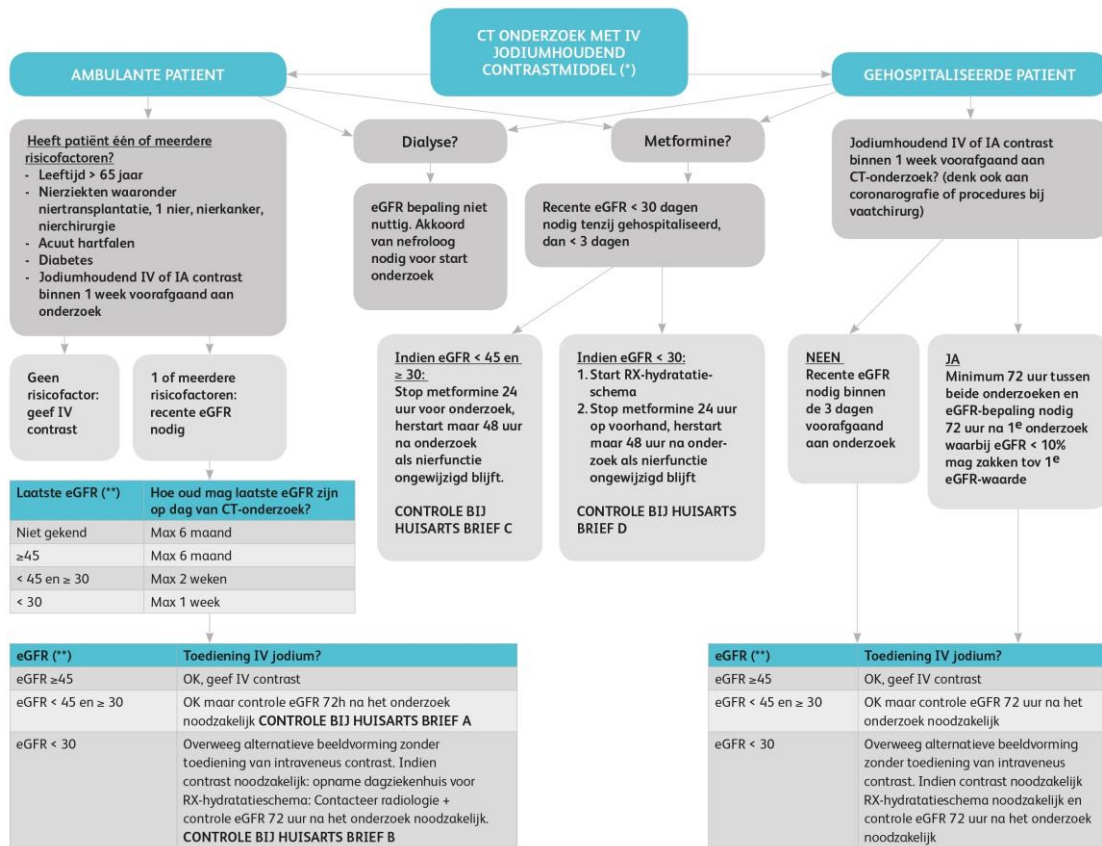 CT ONDERZOEK MET IV
JODIUMHOUDEND
CONTRASTMIDDEL (*)
AMBULANTE PATIENT
GEHOSPITALISEERDE PATIENT
Heeft patiënt één of meerdere
risicofactoren?
- Leeftijd > 65 jaar
- Nierziekten waaronder
niertransplantatie, 1 nier, nierkanker,
nierchirurgie
- Acuut hartfalen
- Diabetes
- Jodiumhoudend IV of IA contrast
binnen 1 week voorafgaand aan
onderzoek
Dialyse?
eGFR bepaling niet
nuttig. Akkoord
van nefroloog
nodig voor start
onderzoek
Metformine?
Recente eGFR < 30 dagen
nodig tenzij gehospitaliseerd,
dan < 3 dagen
Jodiumhoudend IV of IA contrast
binnen 1 week voorafgaand aan
CT-onderzoek? (denk ook aan
coronarografie of procedures bij
vaatchirurg)
Geen
risicofactor:
geef IV
contrast
1 of meerdere
risicofactoren:
recente eGFR
nodig
Indien eGFR < 45 en
≥ 30:
Stop metformine 24
uur voor onderzoek,
herstart maar 48 uur
na onderzoek
als nierfunctie
ongewijzigd blijft.
CONTROLE BIJ
HUISARTS BRIEF C
Indien eGFR < 30:
1. Start RX-hydratatie-
schema
2. Stop metformine 24 uur
op voorhand, herstart
maar 48 uur na onder-
zoek als nierfunctie
ongewijzigd blijft
CONTROLE BIJ HUISARTS
BRIEF D
NEEN
Recente eGFR
nodig binnen
de 3 dagen
voorafgaand
aan onderzoek
JA
Minimum 72 uur tussen
beide onderzoeken en
eGFR-bepaling nodig
72 uur na 1e onderzoek
waarbij eGFR < 10%
mag zakken tov 1e
eGFR-waarde
Laatste eGFR (**) Hoe oud mag laatste eGFR zijn
op dag van CT-onderzoek?
Niet gekend Max 6 maand
≥45 Max 6 maand
< 45 en ≥ 30 Max 2 weken
< 30 Max 1 week
eGFR (**) Toediening IV jodium?
eGFR ≥45 OK, geef IV contrast
eGFR < 45 en ≥ 30 OK maar controle eGFR 72h na het onderzoek
noodzakelijk CONTROLE BIJ HUISARTS BRIEF A
eGFR < 30 Overweeg alternatieve beeldvorming zonder
toediening van intraveneus contrast. Indien
contrast noodzakelijk: opname dagziekenhuis voor
RX-hydratatieschema: Contacteer radiologie +
controle eGFR 72 uur na het onderzoek noodzakelijk.
CONTROLE BIJ HUISARTS BRIEF B
eGFR (**) Toediening IV jodium?
eGFR ≥45 OK, geef IV contrast
eGFR < 45 en ≥ 30 OK maar controle eGFR 72 uur na het
onderzoek noodzakelijk
eGFR < 30 Overweeg alternatieve beeldvorming
zonder toediening van intraveneus
contrast. Indien contrast noodzakelijk
RX-hydratatieschema noodzakelijk en
controle eGFR 72 uur na het onderzoek
noodzakelijk